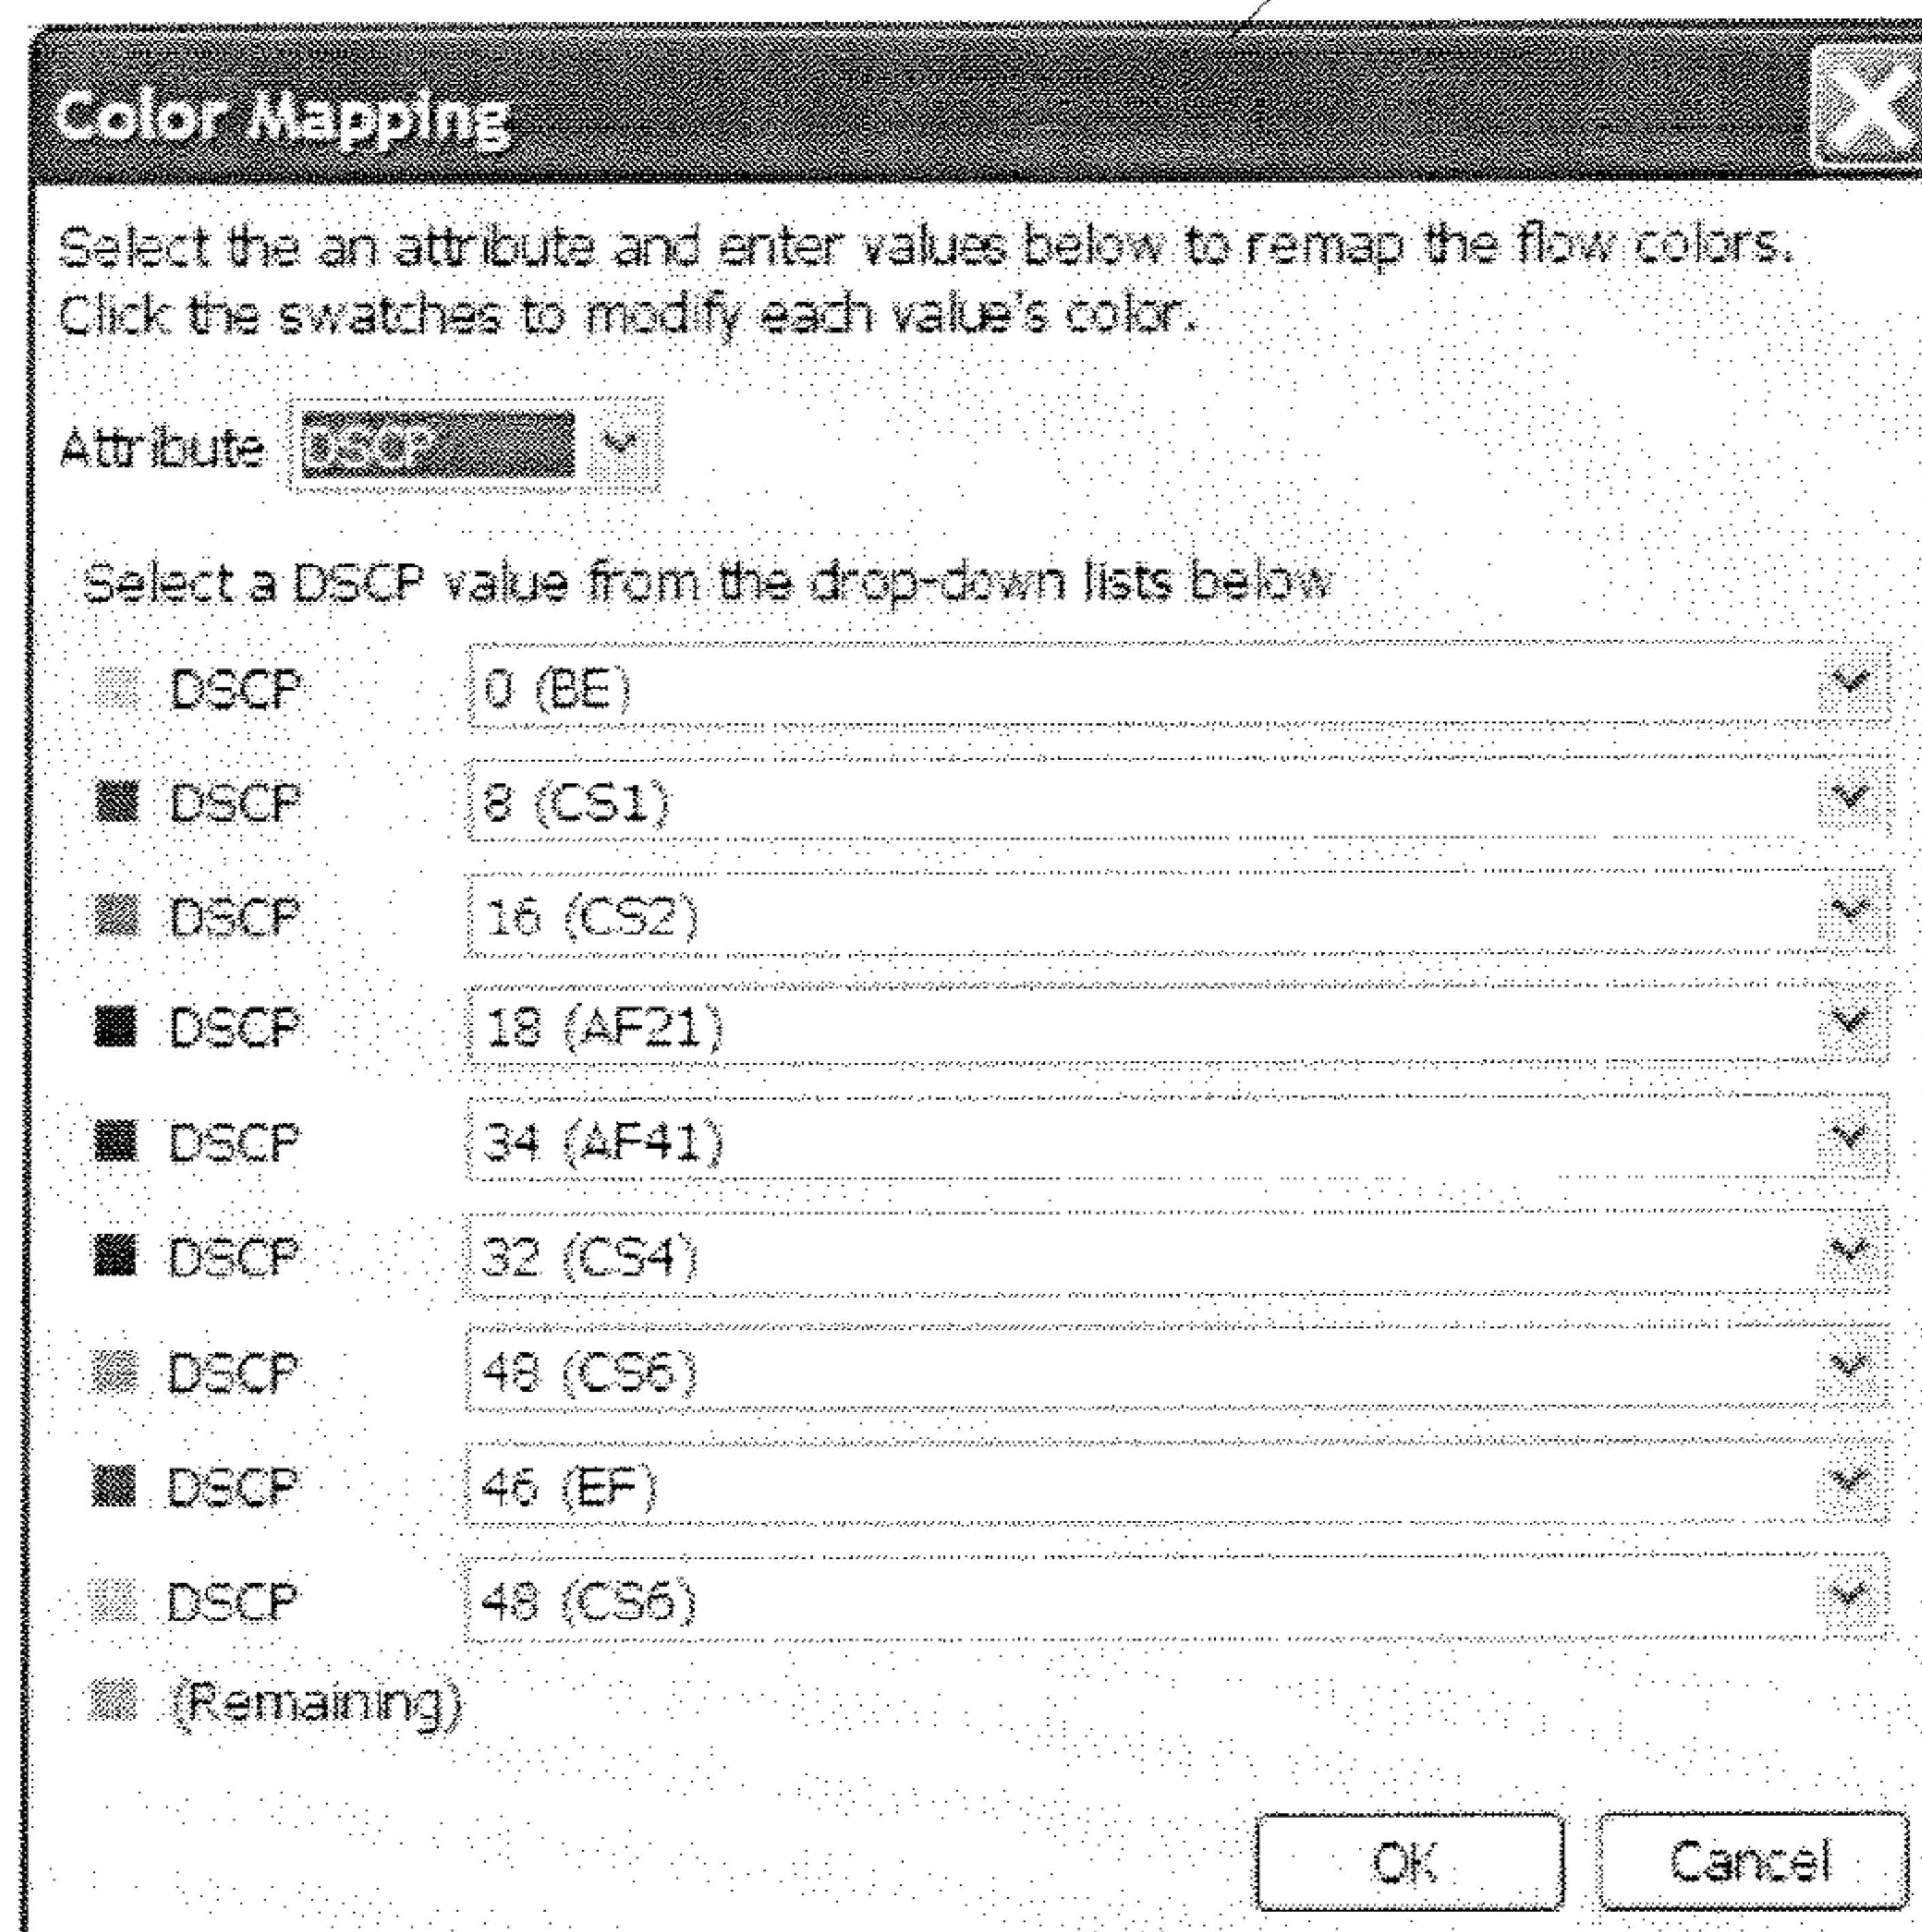 Color Mapping
Select the an attribute and enter values below to remap the flow colors.
Click the swatches to modify each value's color.
Attribute DSCP
Select a DSCP value from the drop-down lists below
DSCP 0 (BE)
DSCP 8 (CS1)
DSCP 16 (CS2)
DSCP 18 (AF21)
DSCP 34 (AF41)
DSCP 32 (CS4)
DSCP 48 (CS6)
DSCP 46 (EF)
DSCP 48 (CS6)
(Remaining)
OK Cancel